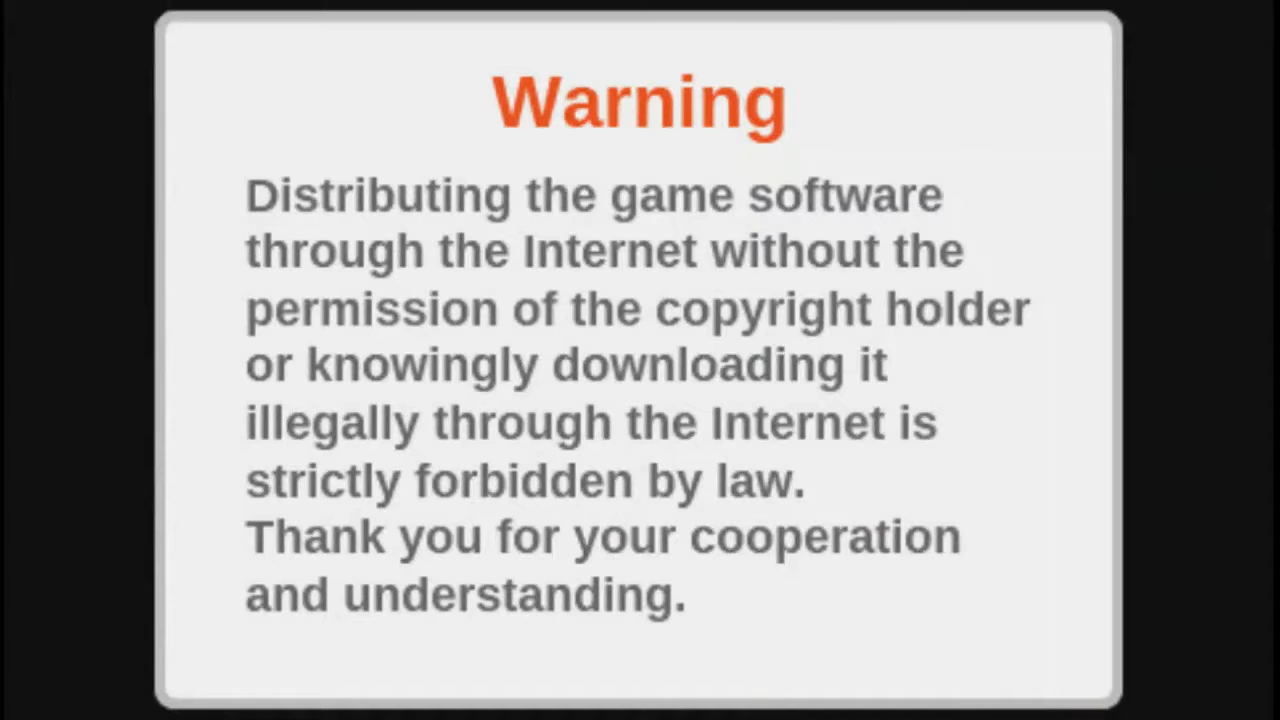 Warning
Distributing the game software
through the Internet without the
permission of the copyright holder
or knowingly downloading it
illegally through the Internet is
strictly forbidden by law.
Thank you for your cooperation
and understanding.